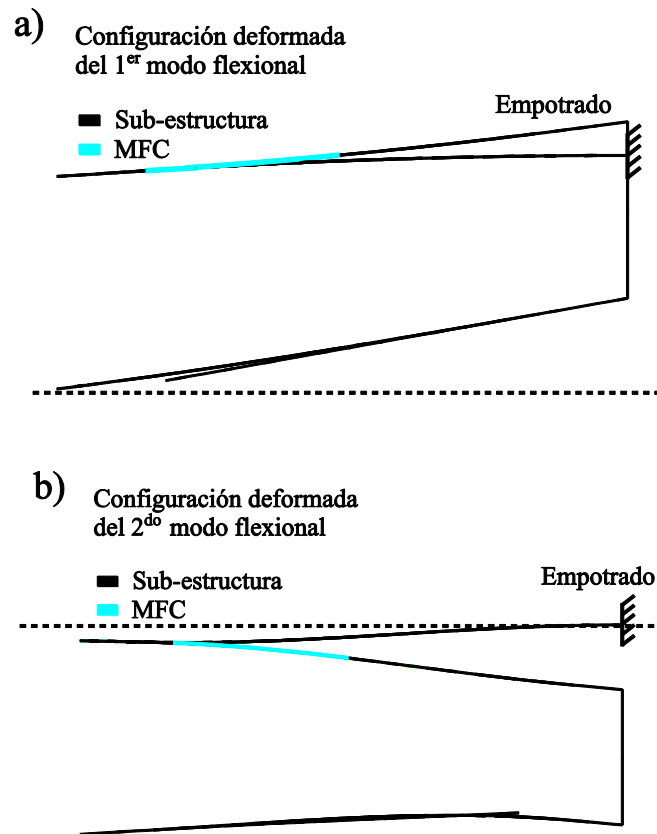 a)
Configuración deformada
del 1er modo flexional
Sub-estructura
MFC
Empotrado
b)
Configuración deformada
del 2do modo flexional
Sub-estructura
MFC
Empotrado